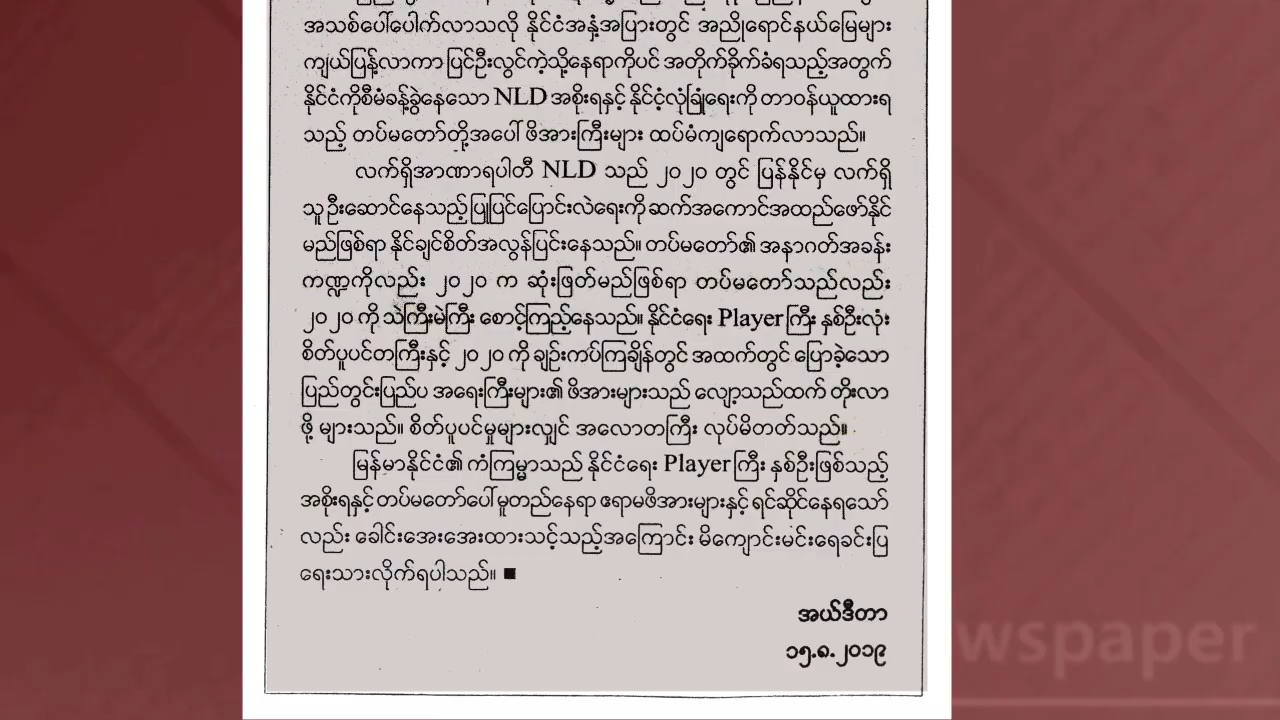 အသစ်ပေါ်ပေါက်လာသလို နိုင်ငံအနှံ့အပြားတွင် အညိုရောင်နယ်မြေများ
ကျယ်ပြန့်လာကာ ပြင်ဦးလွင်ကဲ့သို့နေရာကိုပင် အတိုက်ခိုက်ခံရသည့်အတွက်
နိုင်ငံကိုစီမံခန့်ခွဲနေသော NLD အစိုးရနှင့် နိုင်ငံ့လုံခြုံရေးကို တာဝန်ယူထားရ
သည့် တပ်မတော်တို့အပေါ် ဖိအားကြီးများ ထပ်မံကျရောက်လာသည်။
လက်ရှိအာဏာရပါတီ NLD သည် ၂၀၂၀ တွင် ပြန်နိုင်မှ လက်ရှိ
သူဦးဆောင်နေသည့်ပြုပြင်ပြောင်းလဲရေးကို ဆက်အကောင်အထည်ဖော်နိုင်
မည်ဖြစ်ရာ နိုင်ချင်စိတ်အလွန်ပြင်းနေသည်။ တပ်မတော်၏ အနာဂတ်အခန်း
ကဏ္ဍကိုလည်း ၂၀၂၀ က ဆုံးဖြတ်မည်ဖြစ်ရာ တပ်မတော်သည်လည်း
၂၀၂၀ ကို သဲကြီးမဲကြီး စောင့်ကြည့်နေသည်။ နိုင်ငံရေး Player ကြီး နှစ်ဦးလုံး
စိတ်ပူပင်တကြီးနှင့် ၂၀၂၀ ကို ချဉ်းကပ်ကြချိန်တွင် အထက်တွင် ပြောခဲ့သော
ပြည်တွင်းပြည်ပ အရေးကြီးများ၏ ဖိအားများသည် လျော့သည်ထက် တိုးလာ
ဖို့ များသည်။ စိတ်ပူပင်မှုများလျှင် အလောတကြီး လုပ်မိတတ်သည်။
မြန်မာနိုင်ငံ၏ ကံကြမ္မာသည် နိုင်ငံရေး Player ကြီး နှစ်ဦးဖြစ်သည့်
အစိုးရနှင့် တပ်မတော်ပေါ် မူတည်နေရာ ဧရာမဖိအားများနှင့် ရင်ဆိုင်နေရသော်
လည်း ခေါင်းအေးအေးထားသင့်သည့်အကြောင်း မိကျောင်းမင်းရေခင်းပြ
ရေးသားလိုက်ရပါသည်။ ■
အယ်ဒီတာ
၁၅.၈.၂၀၁၉
wspaper